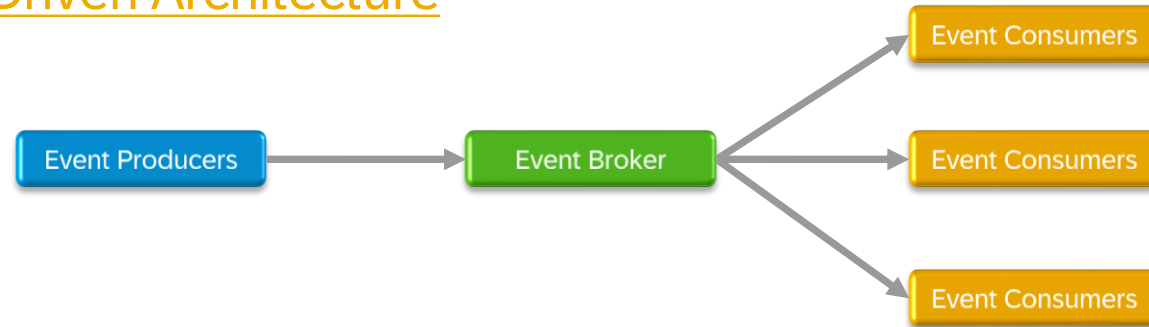 Driven Architecture
Event Consumers
Event Producers
Event Broker
Event Consumers
Event Consumers